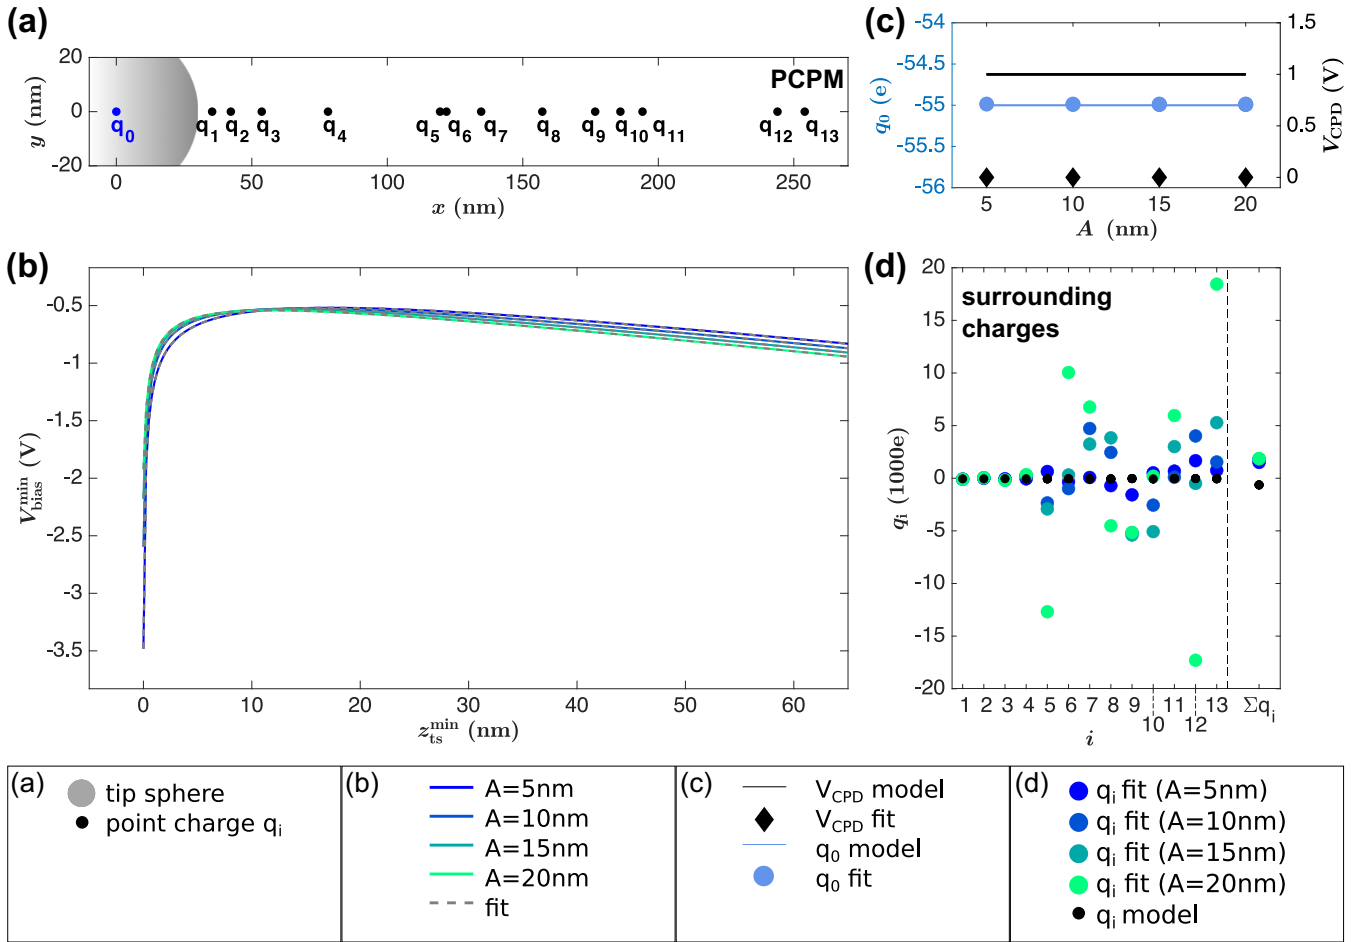 (a)
20
0
-20
y (nm)
PCPM
q0
q1
q2
q3
q4
q5
q6
q7
q8
q9
q10
q11
q12
q13
0
50
100
150
200
250
x (nm)
(c)
-54
-54.5
-55
-55.5
-56
q0 (e)
1.5
1
0.5
0
VCPD (V)
5
10
15
20
A (nm)
(b)
-0.5
-1
-1.5
-2
-2.5
-3
-3.5
Vbias^min (V)
0
10
20
30
40
50
60
zts^min (nm)
(d)
20
15
10
5
0
-5
-10
-15
-20
qi (1000e)
surrounding
charges
1 2 3 4 5 6 7 8 9 11 13 Σqi
10 12
i
(a)
tip sphere
point charge qi
(b)
A=5nm
A=10nm
A=15nm
A=20nm
fit
(c)
VCPD model
VCPD fit
q0 model
q0 fit
(d)
qi fit (A=5nm)
qi fit (A=10nm)
qi fit (A=15nm)
qi fit (A=20nm)
qi model